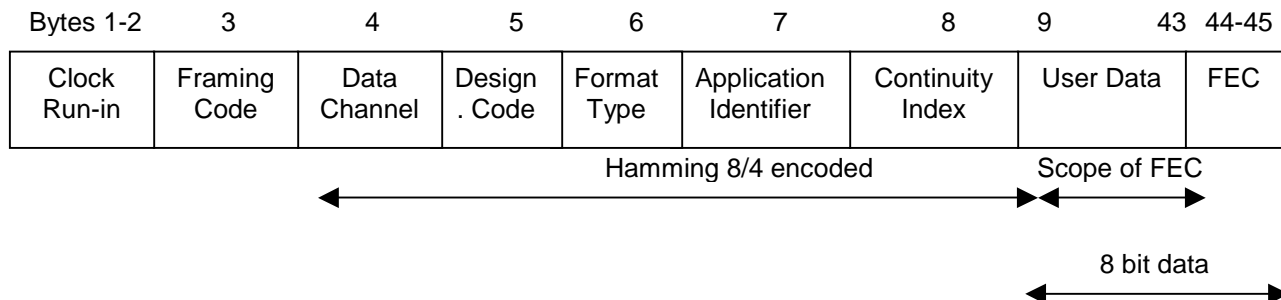 Bytes 1-2 3 4 5 6 7 8 9 43 44-45
Clock Framing Data Design Format Application Continuity User Data FEC
Run-in Code Channel . Code Type Identifier Index
Hamming 8/4 encoded Scope of FEC
8 bit data